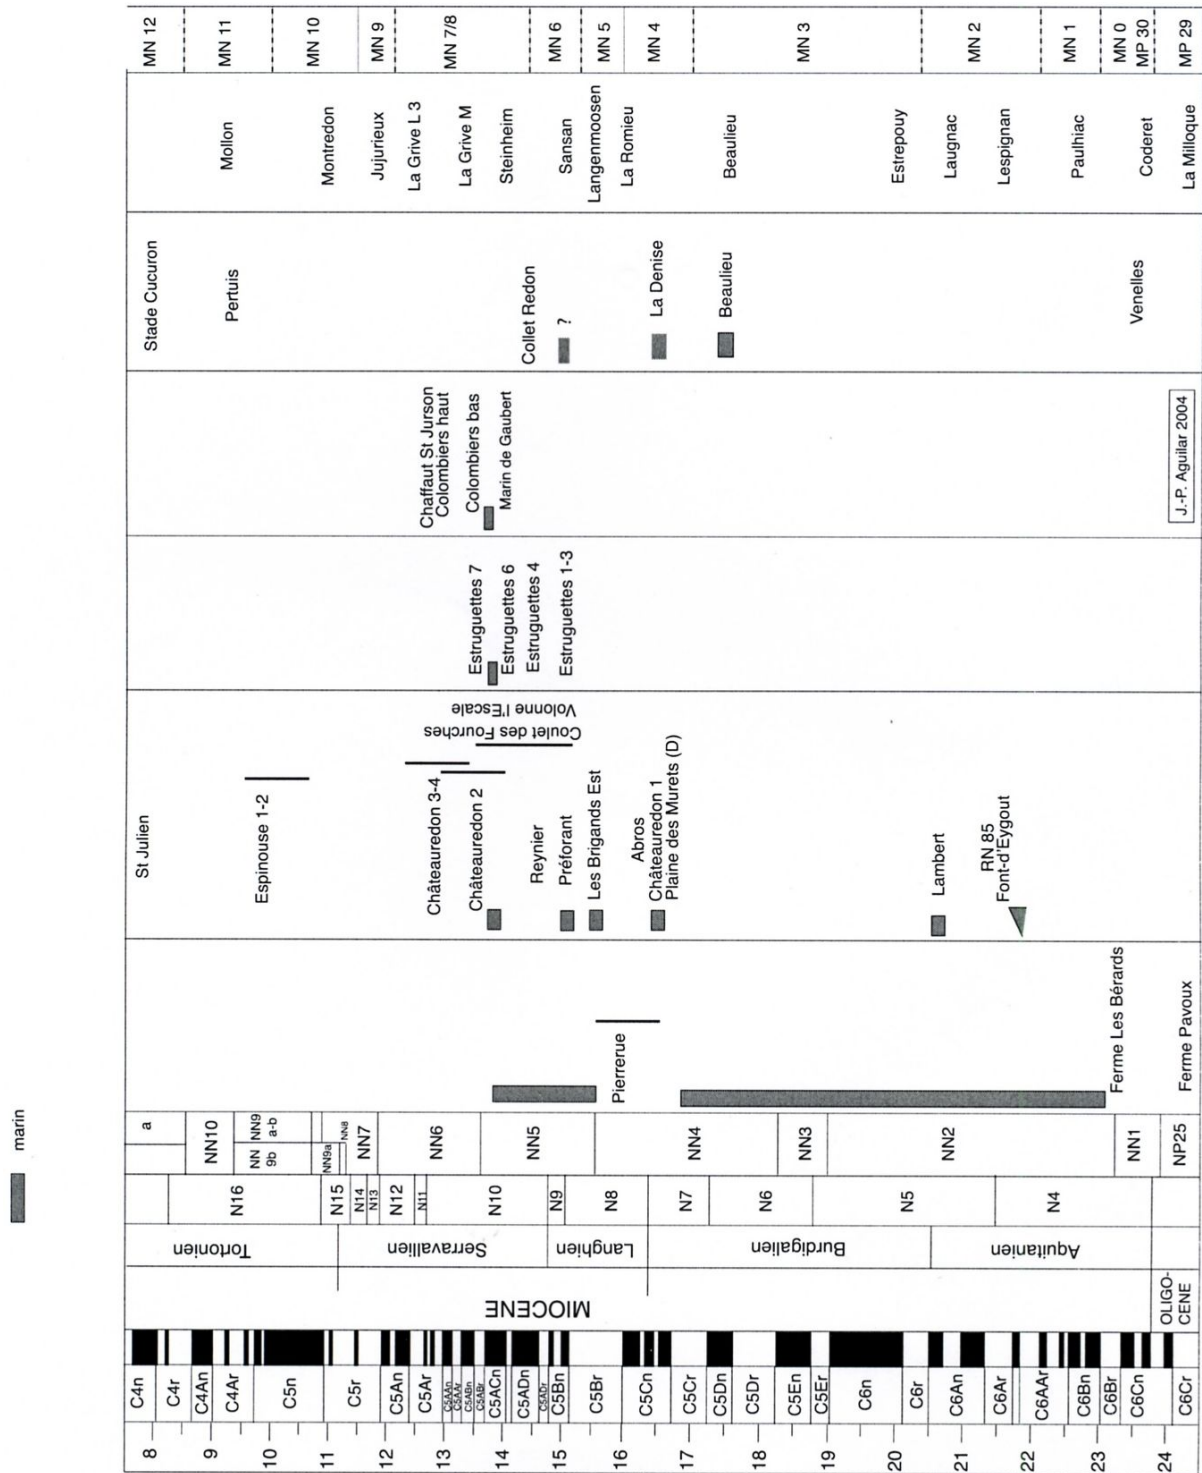 marin
8
9
10
11
12
13
14
15
16
17
18
19
20
21
22
23
24
C4n
C4r
C4An
C4Ar
C5n
C5r
C5An
C5Ar
C5AAn
C5AAr
C5ABn
C5ABr
C5ACn
C5ADn
C5ADr
C5Bn
C5Br
C5Cn
C5Cr
C5Dn
C5Dr
C5En
C5Er
C6n
C6r
C6An
C6Ar
C6AAr
C6Bn
C6Br
C6Cn
C6Cr
MIOCENE
OLIGO-
CENE
Tortonien
Serravallien
Langhien
Burdigalien
Aquitanien
N16
N15
N14
N13
N12
N11
N10
N9
N8
N7
N6
N5
N4
a
NN10
NN
9b
NN9
a-b
NN9a
NN8
NN7
NN6
NN5
NN4
NN3
NN2
NN1
NP25
Pierrerue
Ferme Les Bérards
Ferme Pavoux
St Julien
Espinouse 1-2
Châteauredon 3-4
Châteauredon 2
Coulet des Fourches
Volonne l'Escale
Reynier
Préforant
Les Brigands Est
Abros
Châteauredon 1
Plaine des Murets (D)
Lambert
RN 85
Font-d'Eygout
Estruguettes 7
Estruguettes 6
Estruguettes 4
Estruguettes 1-3
Chaffaut St Jurson
Colombiers haut
Colombiers bas
Marin de Gaubert
J.-P. Aguilar 2004
Stade Cucuron
Pertuis
Collet Redon
?
La Denise
Beaulieu
Venelles
Mollon
Montredon
Jujurieux
La Grive L 3
La Grive M
Steinheim
Sansan
Langenmoosen
La Romieu
Beaulieu
Estrepouy
Laugnac
Lespignan
Paulhiac
Coderet
La Milloque
MN 12
MN 11
MN 10
MN 9
MN 7/8
MN 6
MN 5
MN 4
MN 3
MN 2
MN 1
MN 0
MP 30
MP 29